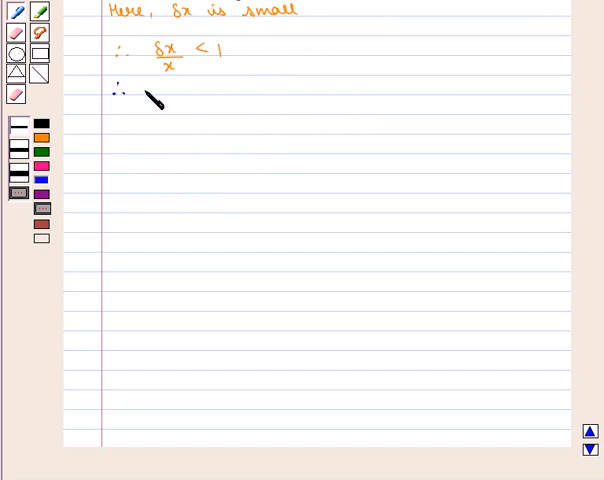 Here, δx is small
∴ δx/x < 1
∴